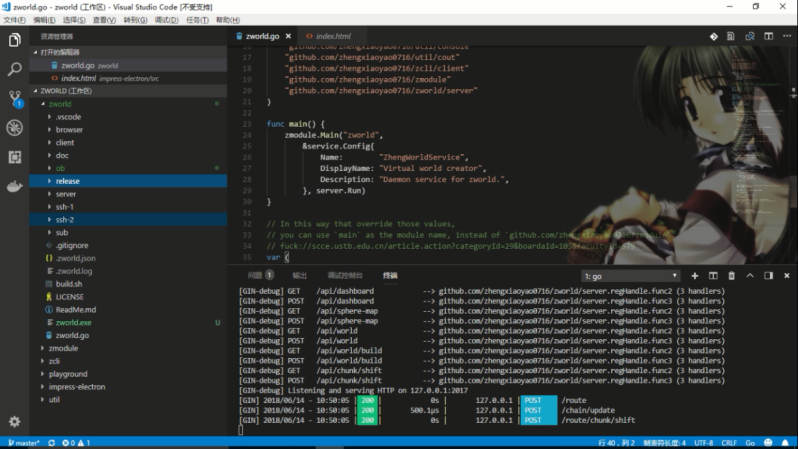 zworld.go - zworld (工作区) - Visual Studio Code [不受支持]
文件(F) 编辑(E) 选择(S) 查看(V) 转到(G) 调试(D) 任务(T) 帮助(H)
资源管理器
打开的编辑器
zworld.go zworld
index.html impress-electron/src
ZWORLD (工作区)
zworld
.vscode
browser
client
doc
ob
release
server
ssh-1
ssh-2
sub
.gitignore
.zworld.json
.zworld.log
build.sh
LICENSE
ReadMe.md
zworld.exe U
zworld.go
zmodule
zcli
playground
impress-electron
util
1
zworld.go index.html
"github.com/zhengxiaoyao0716/util/console"
17 "github.com/zhengxiaoyao0716/util/cout"
18 "github.com/zhengxiaoyao0716/zcli/client"
19 "github.com/zhengxiaoyao0716/zmodule"
20 "github.com/zhengxiaoyao0716/zworld/server"
21 )
22
23 func main() {
24 zmodule.Main("zworld",
25 &service.Config{
26 Name: "ZhengWorldService",
27 DisplayName: "Virtual world creator",
28 Description: "Daemon service for zworld.",
29 }, server.Run)
30 }
31
32 // In this way that override those values,
33 // you can use `main` as the module name, instead of `github.com/zhengxiaoyao0716/zmodule`
34 // fuck://scce.ustb.edu.cn/article.action?categoryId=29&boardaId=103
35 var {
问题 1 输出 调试控制台 终端
1: go
[GIN-debug] GET /api/dashboard --> github.com/zhengxiaoyao0716/zworld/server.regHandle.func2 (3 handlers)
[GIN-debug] POST /api/dashboard --> github.com/zhengxiaoyao0716/zworld/server.regHandle.func3 (3 handlers)
[GIN-debug] GET /api/sphere-map --> github.com/zhengxiaoyao0716/zworld/server.regHandle.func2 (3 handlers)
[GIN-debug] POST /api/sphere-map --> github.com/zhengxiaoyao0716/zworld/server.regHandle.func3 (3 handlers)
[GIN-debug] GET /api/world --> github.com/zhengxiaoyao0716/zworld/server.regHandle.func2 (3 handlers)
[GIN-debug] POST /api/world --> github.com/zhengxiaoyao0716/zworld/server.regHandle.func3 (3 handlers)
[GIN-debug] GET /api/world/build --> github.com/zhengxiaoyao0716/zworld/server.regHandle.func2 (3 handlers)
[GIN-debug] POST /api/world/build --> github.com/zhengxiaoyao0716/zworld/server.regHandle.func3 (3 handlers)
[GIN-debug] GET /api/chunk/shift --> github.com/zhengxiaoyao0716/zworld/server.regHandle.func2 (3 handlers)
[GIN-debug] POST /api/chunk/shift --> github.com/zhengxiaoyao0716/zworld/server.regHandle.func3 (3 handlers)
[GIN-debug] Listening and serving HTTP on 127.0.0.1:2017
[GIN] 2018/06/14 - 10:50:05 | 200 | 0s | 127.0.0.1 | POST /route
[GIN] 2018/06/14 - 10:50:05 | 200 | 500.1µs | 127.0.0.1 | POST /chain/update
[GIN] 2018/06/14 - 10:50:05 | 200 | 0s | 127.0.0.1 | POST /route/chunk/shift
master* 0 1 行 40，列 2 制表符长度: 4 UTF-8 CRLF Go